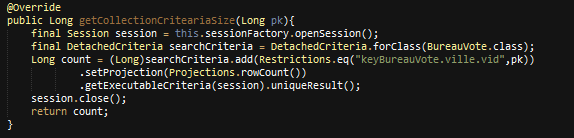 @Override
public Long getCollectionCriteariaSize(Long pk){
    final Session session = this.sessionFactory.openSession();
    final DetachedCriteria searchCriteria = DetachedCriteria.forClass(BureauVote.class);
    Long count = (Long)searchCriteria.add(Restrictions.eq("keyBureauVote.ville.vid",pk))
            .setProjection(Projections.rowCount())
            .getExecutableCriteria(session).uniqueResult();
    session.close();
    return count;
}